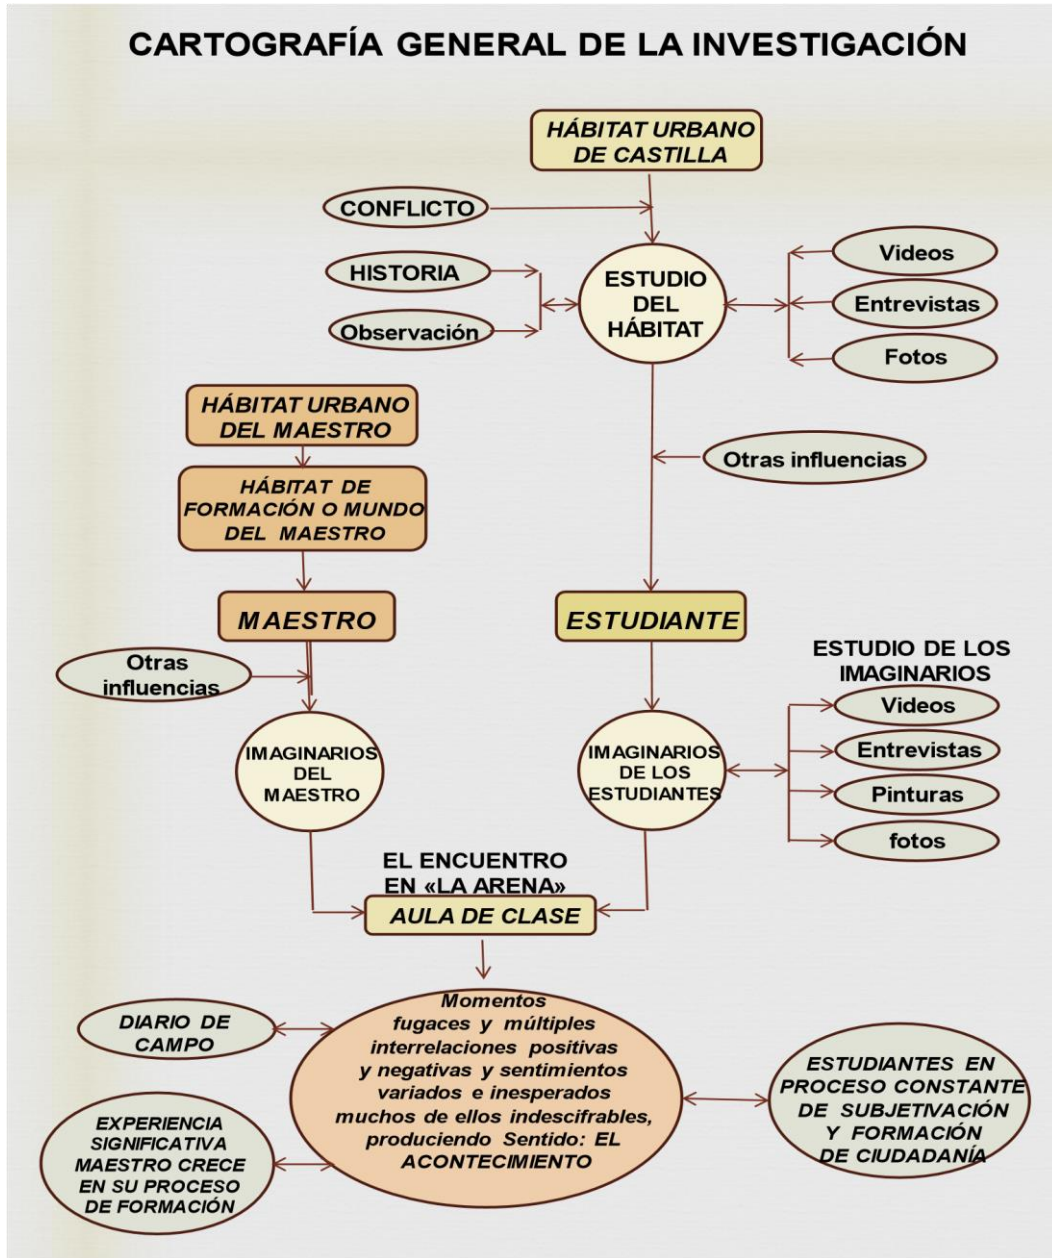 CARTOGRAFÍA GENERAL DE LA INVESTIGACIÓN
HÁBITAT URBANO
DE CASTILLA
CONFLICTO
HISTORIA
Observación
ESTUDIO
DEL
HÁBITAT
Videos
Entrevistas
Fotos
HÁBITAT URBANO
DEL MAESTRO
HÁBITAT DE
FORMACIÓN O MUNDO
DEL MAESTRO
Otras influencias
MAESTRO
ESTUDIANTE
Otras
influencias
ESTUDIO DE LOS
IMAGINARIOS
Videos
Entrevistas
Pinturas
fotos
IMAGINARIOS
DEL
MAESTRO
IMAGINARIOS
DE LOS
ESTUDIANTES
EL ENCUENTRO
EN «LA ARENA»
AULA DE CLASE
Momentos
fugaces y múltiples
interrelaciones positivas
y negativas y sentimientos
variados e inesperados
muchos de ellos indescifrables,
produciendo Sentido: EL
ACONTECIMIENTO
DIARIO DE
CAMPO
EXPERIENCIA
SIGNIFICATIVA
MAESTRO CRECE
EN SU PROCESO
DE FORMACIÓN
ESTUDIANTES EN
PROCESO CONSTANTE
DE SUBJETIVACIÓN
Y FORMACIÓN
DE CIUDADANÍA